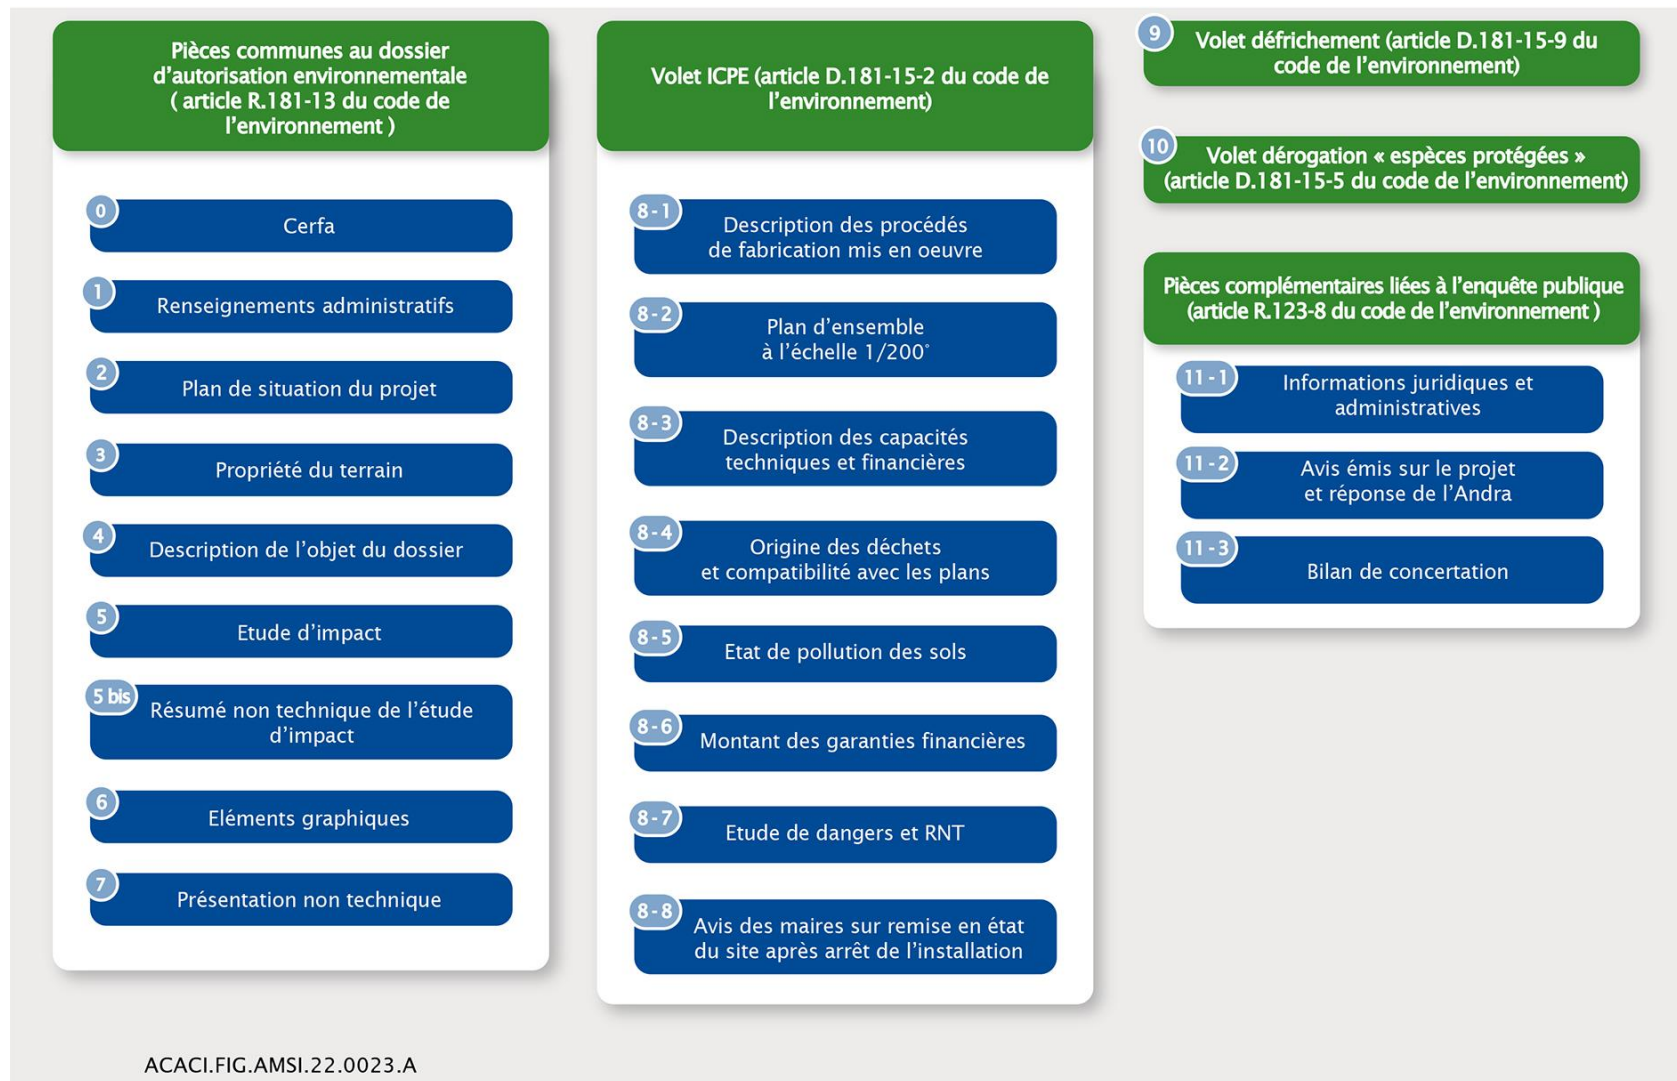 Pièces communes au dossier
d'autorisation environnementale
( article R.181-13 du code de
l'environnement )
0
Cerfa
1
Renseignements administratifs
2
Plan de situation du projet
3
Propriété du terrain
4
Description de l'objet du dossier
5
Etude d'impact
5 bis
Résumé non technique de l'étude
d'impact
6
Eléments graphiques
7
Présentation non technique
Volet ICPE (article D.181-15-2 du code de
l'environnement)
8-1
Description des procédés
de fabrication mis en oeuvre
8-2
Plan d'ensemble
à l'échelle 1/200°
8-3
Description des capacités
techniques et financières
8-4
Origine des déchets
et compatibilité avec les plans
8-5
Etat de pollution des sols
8-6
Montant des garanties financières
8-7
Etude de dangers et RNT
8-8
Avis des maires sur remise en état
du site après arrêt de l'installation
9
Volet défrichement (article D.181-15-9 du
code de l'environnement)
10
Volet dérogation « espèces protégées »
(article D.181-15-5 du code de l'environnement)
Pièces complémentaires liées à l'enquête publique
(article R.123-8 du code de l'environnement )
11-1
Informations juridiques et
administratives
11-2
Avis émis sur le projet
et réponse de l'Andra
11-3
Bilan de concertation
ACACI.FIG.AMSI.22.0023.A